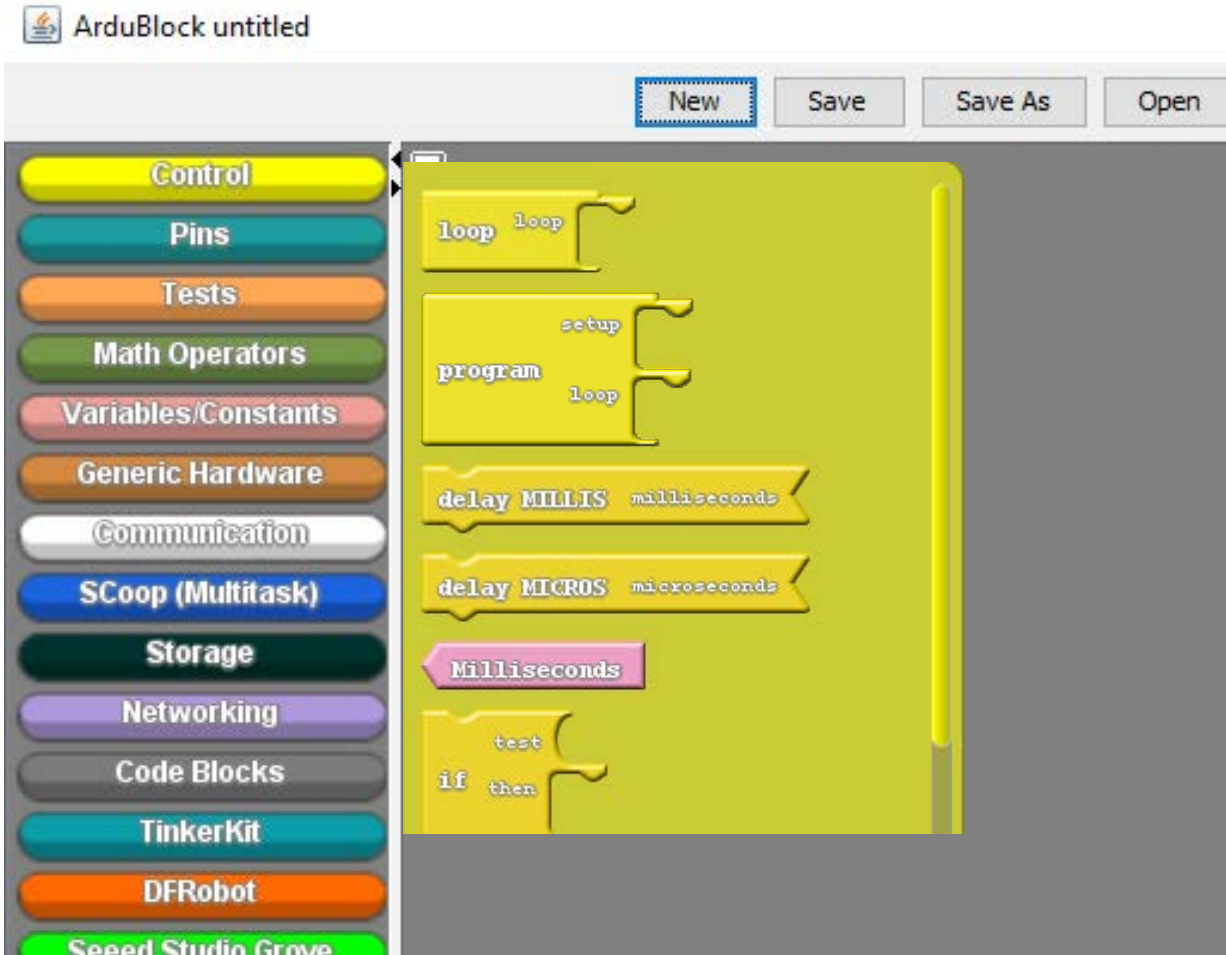 ArduBlock untitled
New Save Save As Open
Control
Pins
Tests
Math Operators
Variables/Constants
Generic Hardware
Communication
SCoop (Multitask)
Storage
Networking
Code Blocks
TinkerKit
DFRobot
Seeed Studio Grove
loop loop
setup
program
loop
delay MILLIS milliseconds
delay MICROS microseconds
Milliseconds
test
if then